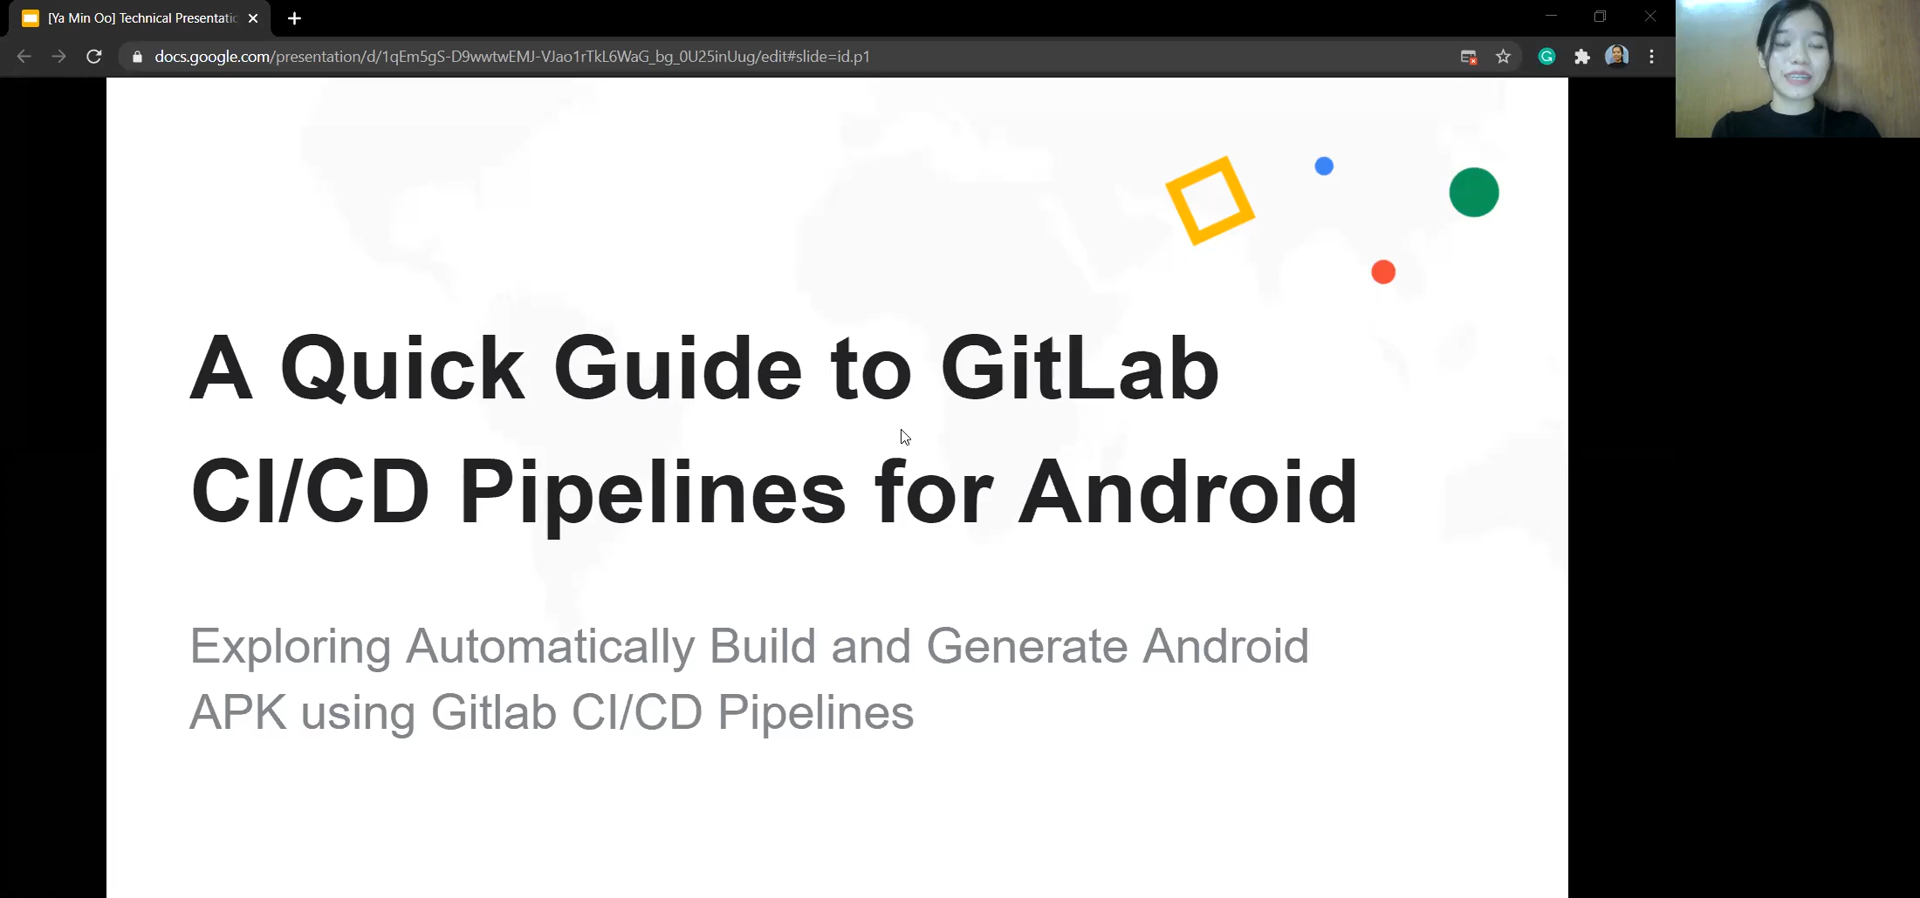 [Ya Min Oo] Technical Presentatic
docs.google.com/presentation/d/1qEm5gS-D9wwtwEMJ-VJao1rTkL6WaG_bg_0U25inUug/edit#slide=id.p1
A Quick Guide to GitLab
CI/CD Pipelines for Android
Exploring Automatically Build and Generate Android
APK using Gitlab CI/CD Pipelines